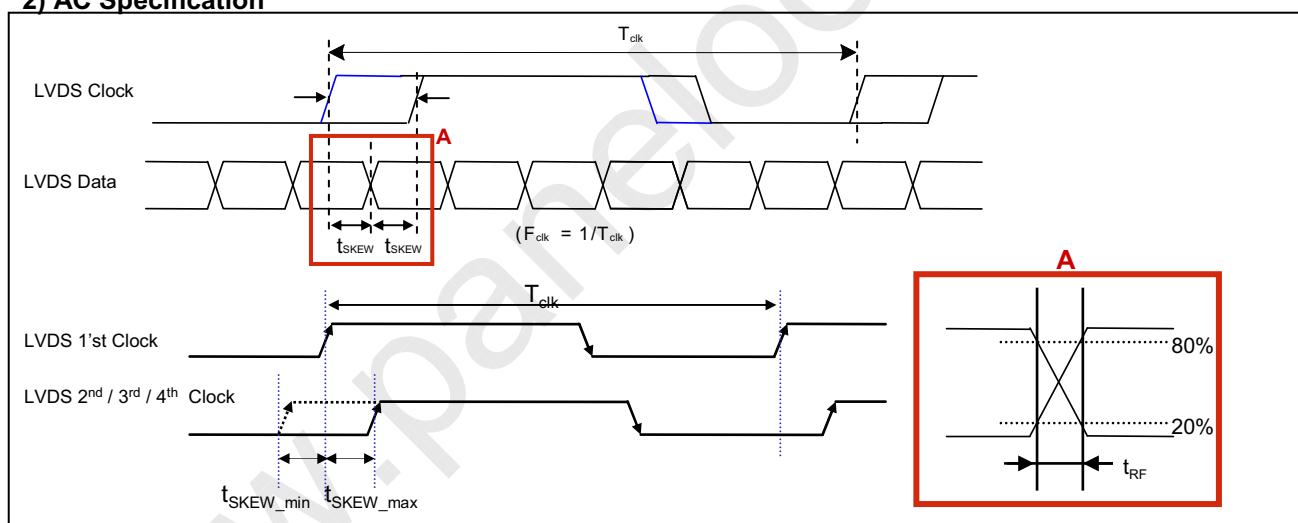 2) AC Specification
Tclk
LVDS Clock
A
LVDS Data
tSKEW tSKEW
(Fclk = 1/Tclk )
A
Tclk
LVDS 1'st Clock
80%
LVDS 2nd / 3rd / 4th Clock
20%
tRF
tSKEW_min tSKEW_max
w.paneloo